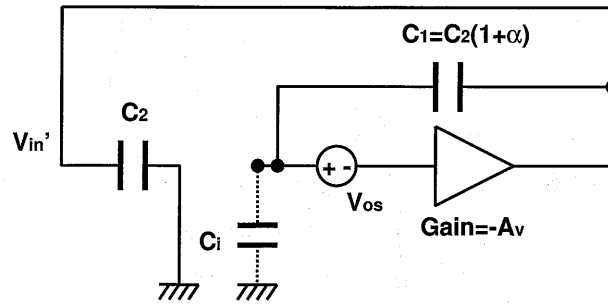 C1=C2(1+α)
C2
Vin'
+ -
Vos
Ci
Gain=-Av